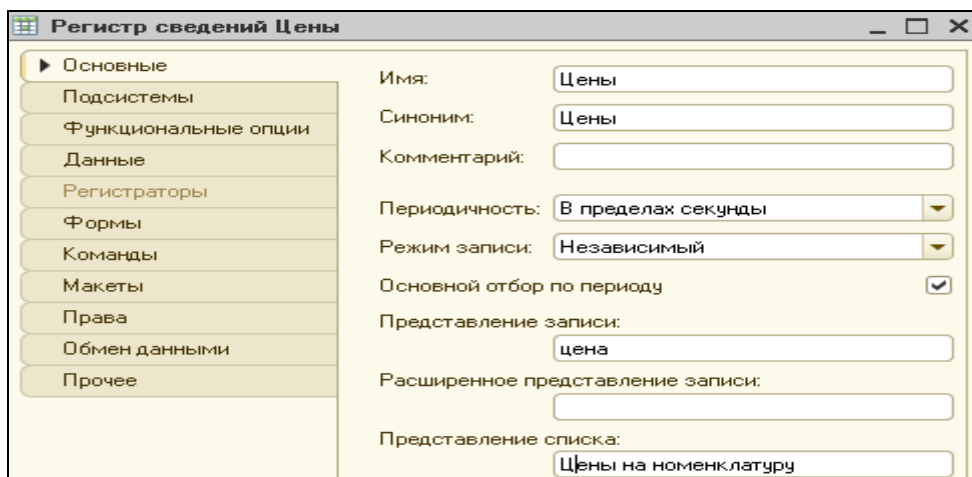 Регистр сведений Цены
Основные
Подсистемы
Функциональные опции
Данные
Регистраторы
Формы
Команды
Макеты
Права
Обмен данными
Прочее
Имя: Цены
Синоним: Цены
Комментарий:
Периодичность: В пределах секунды
Режим записи: Независимый
Основной отбор по периоду
Представление записи:
цена
Расширенное представление записи:
Представление списка:
Цены на номенклатуру